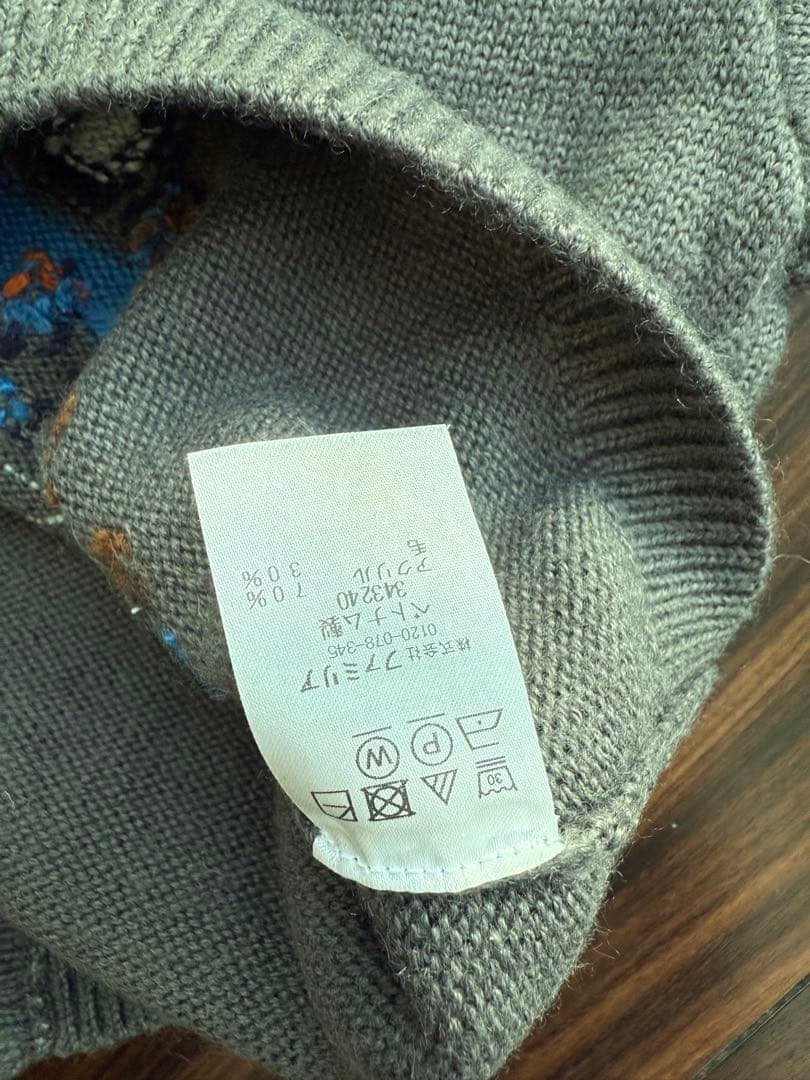 30
P W
株式会社ファミリア
0120-078-345
ベトナム製
343240
アクリル 70%
毛 30%